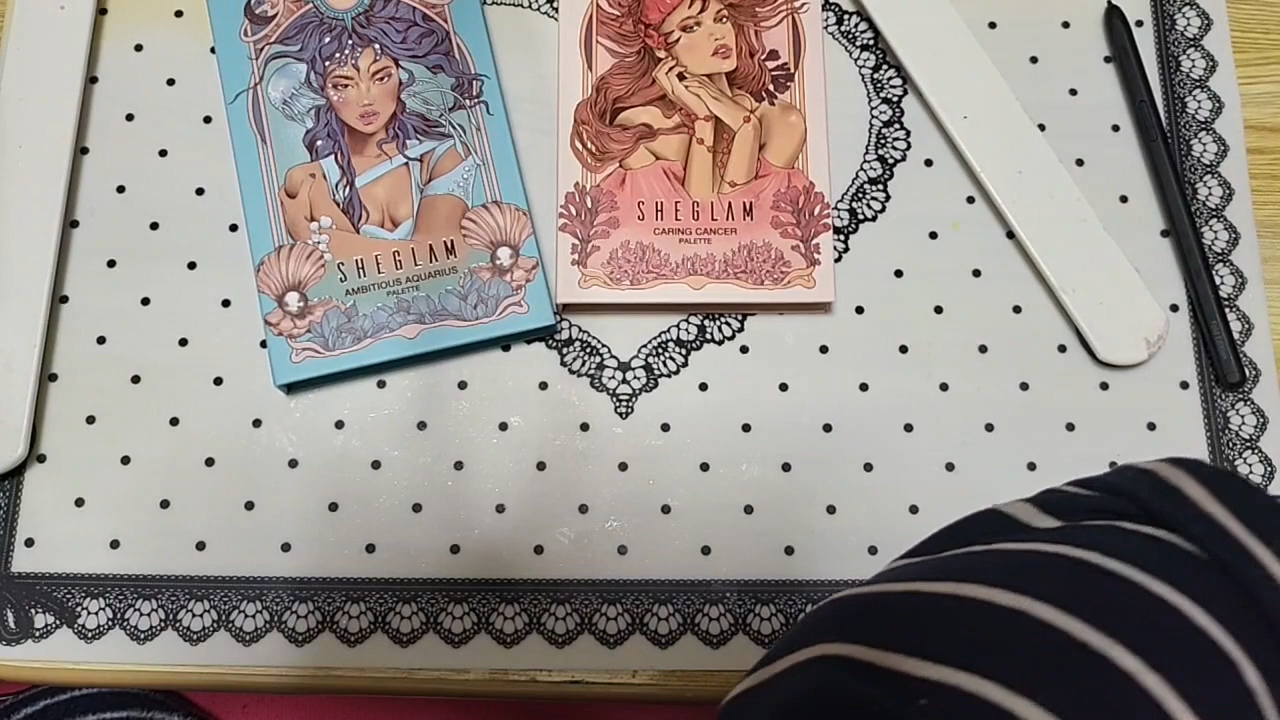 SHEGLAM
AMBITIOUS AQUARIUS
PALETTE
SHEGLAM
CARING CANCER
PALETTE